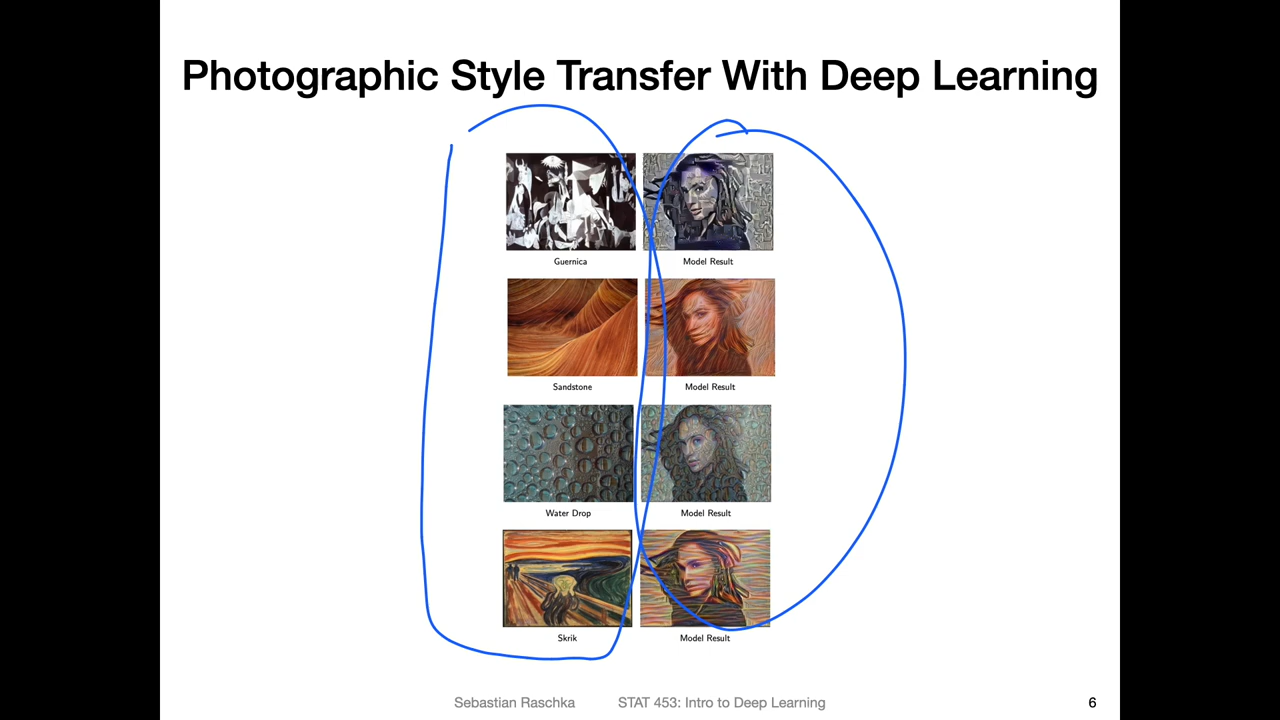 Photographic Style Transfer With Deep Learning
Guernica
Model Result
Sandstone
Model Result
Water Drop
Model Result
Skrik
Model Result
Sebastian Raschka
STAT 453: Intro to Deep Learning
6